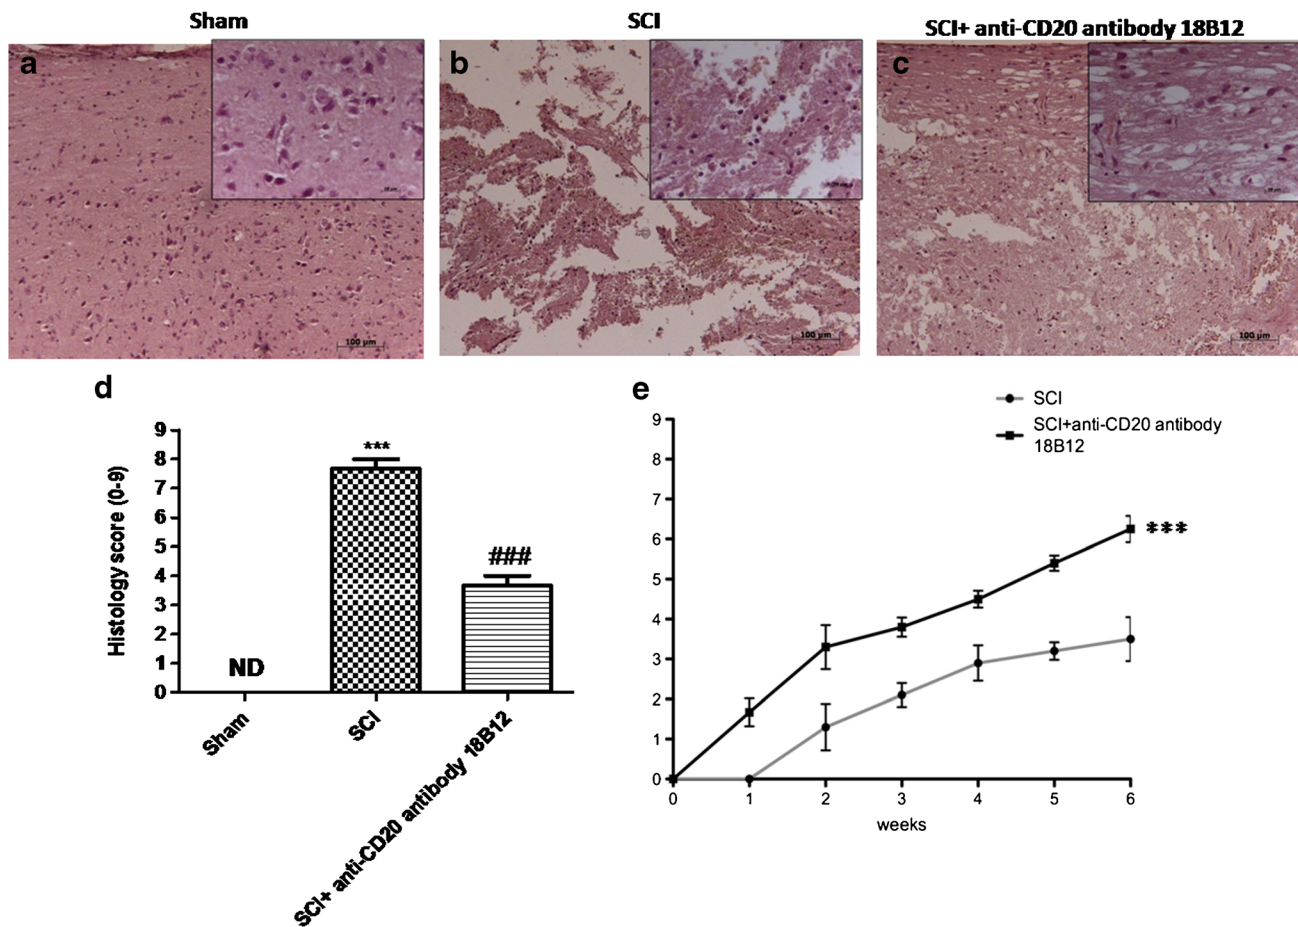 Sham
SCI
SCI+ anti-CD20 antibody 18B12
a
b
c
100 µm
100 µm
100 µm
d
Histology score (0-9)
9
8
7
6
5
4
3
2
1
0
***
###
ND
Sham
SCI
SCI+ anti-CD20 antibody 18B12
e
SCI
SCI+anti-CD20 antibody
18B12
9
8
7
6
5
4
3
2
1
0
***
0 1 2 3 4 5 6
weeks